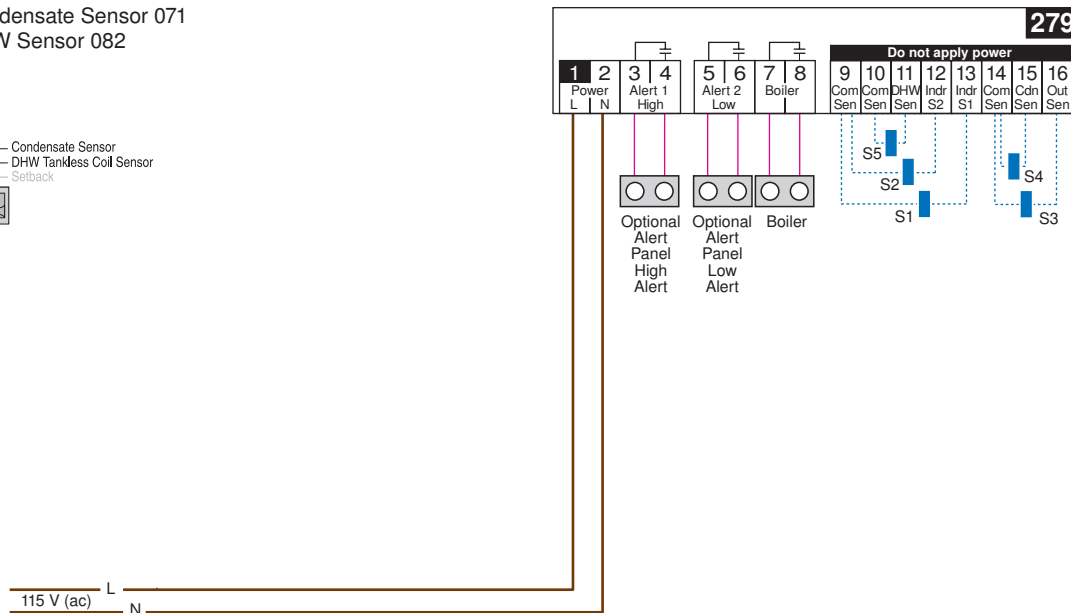 densate Sensor 071
Sensor 082
Condensate Sensor
DHW Tankless Coil Sensor
Setback
279
Do not apply power
1 2 3 4 5 6 7 8 9 10 11 12 13 14 15 16
Power Alert 1 Alert 2 Boiler Com Com DHW Indr Indr Com Cdn Out
L N High Low Sen Sen Sen S2 S1 Sen Sen Sen
S5
S2
S1
S4
S3
Optional Optional Boiler
Alert Alert
Panel Panel
High Low
Alert Alert
L
115 V (ac)
N